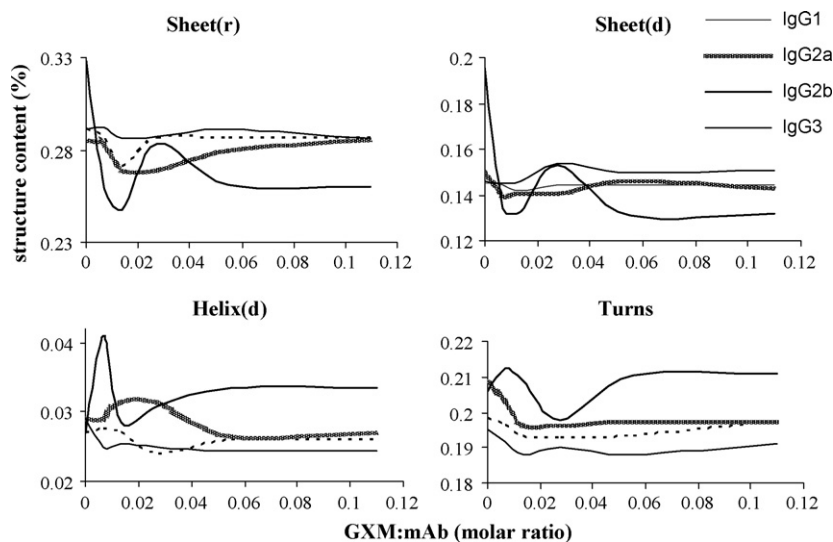 Sheet(r) Sheet(d)
IgG1
IgG2a
IgG2b
IgG3
structure content (%)
0.33
0.28
0.23
0 0.02 0.04 0.06 0.08 0.1 0.12
0.2
0.18
0.16
0.14
0.12
0 0.02 0.04 0.06 0.08 0.1 0.12
Helix(d) Turns
0.04
0.03
0.02
0 0.02 0.04 0.06 0.08 0.1 0.12
0.22
0.21
0.2
0.19
0.18
0 0.02 0.04 0.06 0.08 0.1 0.12
GXM:mAb (molar ratio)